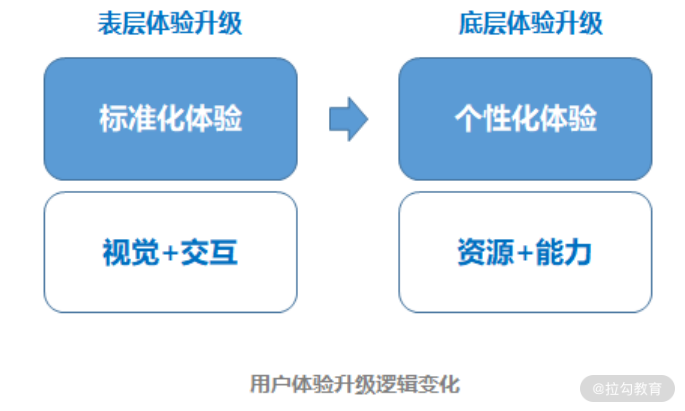 表层体验升级
底层体验升级
标准化体验
个性化体验
视觉+交互
资源+能力
用户体验升级逻辑变化
@拉勾教育